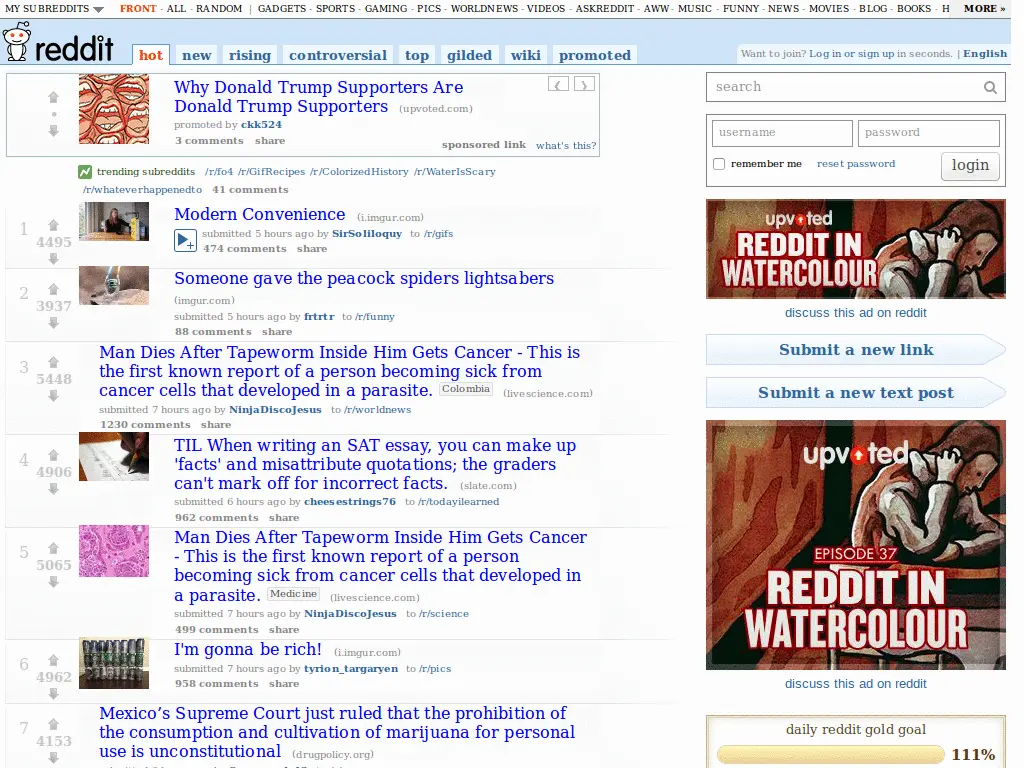 MY SUBREDDITS FRONT - ALL - RANDOM | GADGETS - SPORTS - GAMING - PICS - WORLDNEWS - VIDEOS - ASKREDDIT - AWW - MUSIC - FUNNY - NEWS - MOVIES - BLOG - BOOKS - H MORE »
reddit hot new rising controversial top gilded wiki promoted
Want to join? Log in or sign up in seconds. | English
Why Donald Trump Supporters Are
Donald Trump Supporters (upvoted.com)
promoted by ckk524
3 comments share
sponsored link what's this?
trending subreddits /r/fo4 /r/GifRecipes /r/ColorizedHistory /r/WaterIsScary
/r/whateverhappenedto 41 comments
1
4495
Modern Convenience (i.imgur.com)
submitted 5 hours ago by SirSoliloquy to /r/gifs
474 comments share
2
3937
Someone gave the peacock spiders lightsabers
(imgur.com)
submitted 5 hours ago by frtrtr to /r/funny
88 comments share
3
5448
Man Dies After Tapeworm Inside Him Gets Cancer - This is
the first known report of a person becoming sick from
cancer cells that developed in a parasite. Colombia (livescience.com)
submitted 7 hours ago by NinjaDiscoJesus to /r/worldnews
1230 comments share
4
4906
TIL When writing an SAT essay, you can make up
'facts' and misattribute quotations; the graders
can't mark off for incorrect facts. (slate.com)
submitted 6 hours ago by cheesestrings76 to /r/todayilearned
962 comments share
5
5065
Man Dies After Tapeworm Inside Him Gets Cancer
- This is the first known report of a person
becoming sick from cancer cells that developed in
a parasite. Medicine (livescience.com)
submitted 7 hours ago by NinjaDiscoJesus to /r/science
499 comments share
6
4962
I'm gonna be rich! (i.imgur.com)
submitted 7 hours ago by tyrion_targaryen to /r/pics
958 comments share
7
4153
Mexico’s Supreme Court just ruled that the prohibition of
the consumption and cultivation of marijuana for personal
use is unconstitutional (drugpolicy.org)
search
username password
remember me reset password login
upvoted
REDDIT IN
WATERCOLOUR
discuss this ad on reddit
Submit a new link
Submit a new text post
upvoted
EPISODE 37
REDDIT IN
WATERCOLOUR
discuss this ad on reddit
daily reddit gold goal
111%